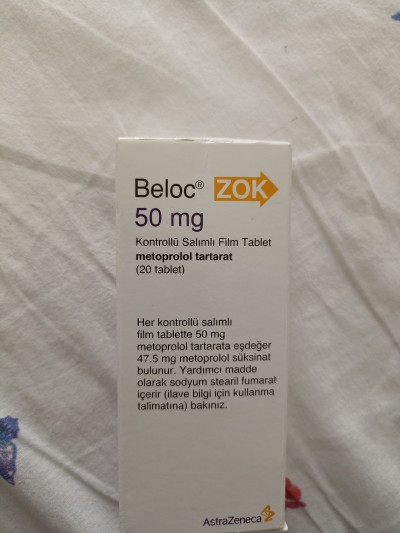 Beloc® ZOK
50 mg
Kontrollü Salımlı Film Tablet
metoprolol tartarat
(20 tablet)
Her kontrollü salımlı
film tablette 50 mg
metoprolol tartarata eşdeğer
47.5 mg metoprolol süksinat
bulunur. Yardımcı madde
olarak sodyum stearil fumarat
içerir (ilave bilgi için kullanma
talimatına) bakınız.
AstraZeneca